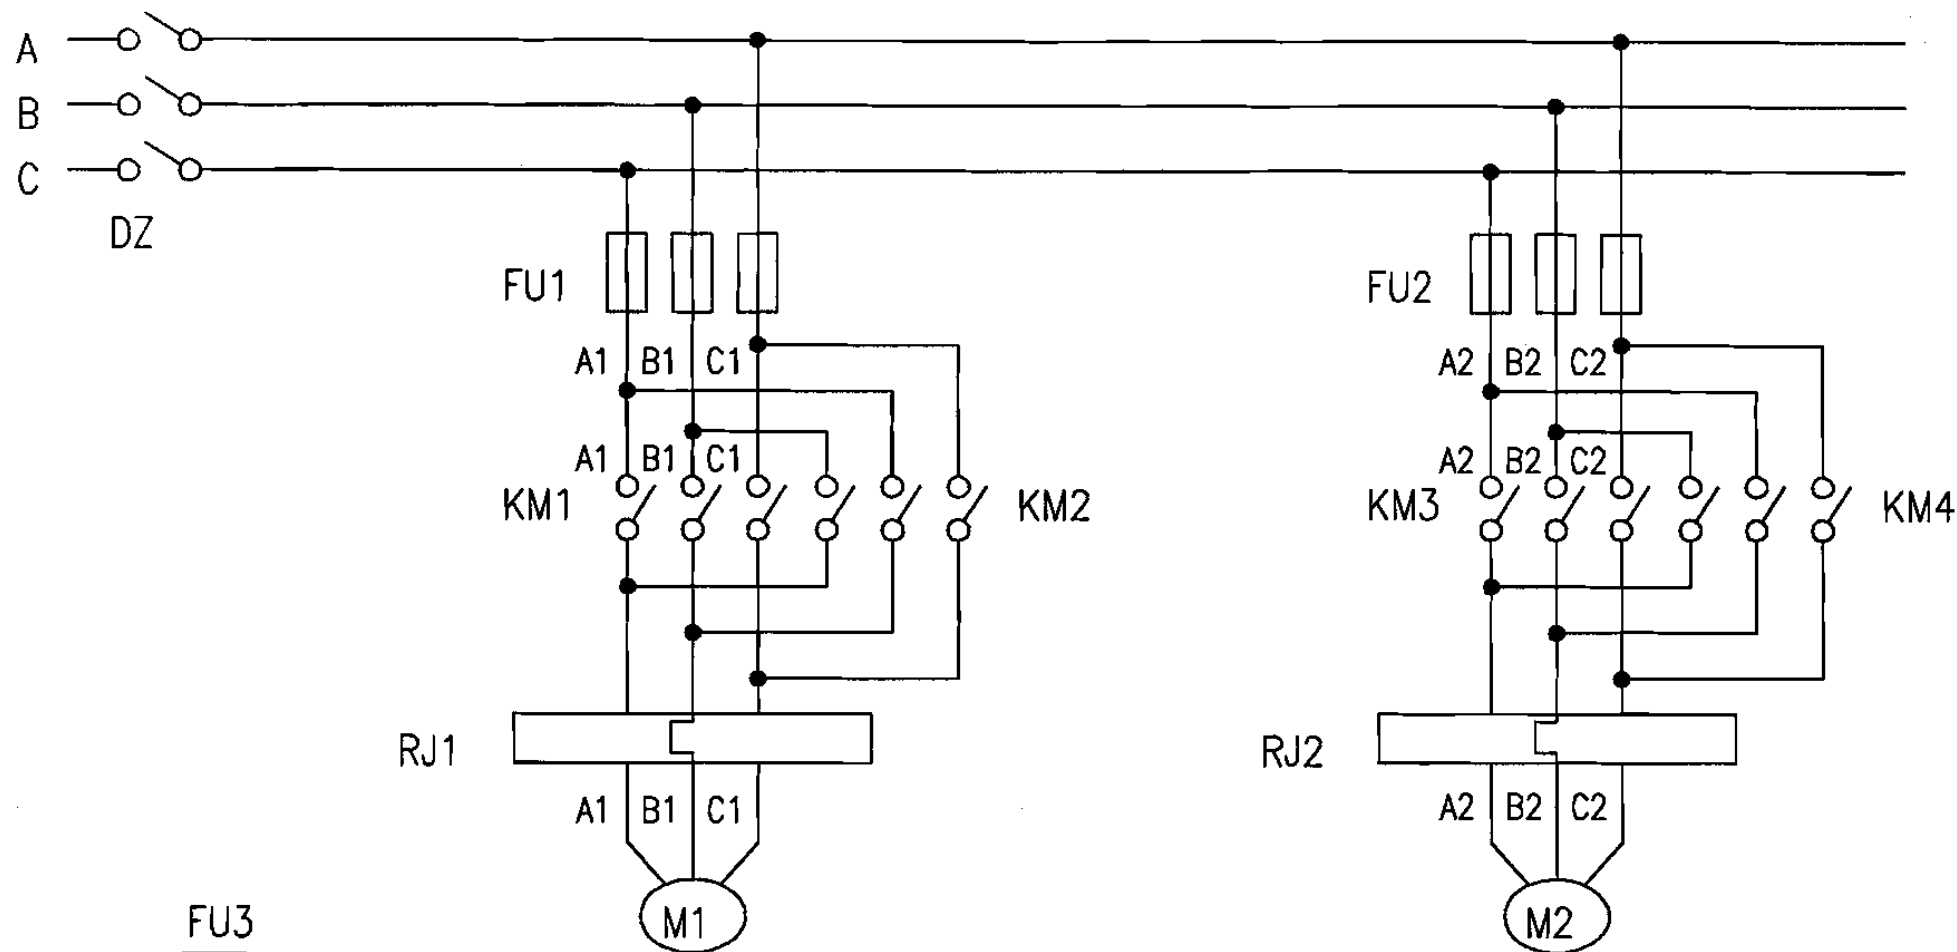 A
B
C
DZ
FU1
FU2
A1 B1 C1
A2 B2 C2
A1 B1 C1
A2 B2 C2
KM1
KM2
KM3
KM4
RJ1
RJ2
A1 B1 C1
A2 B2 C2
FU3
M1
M2